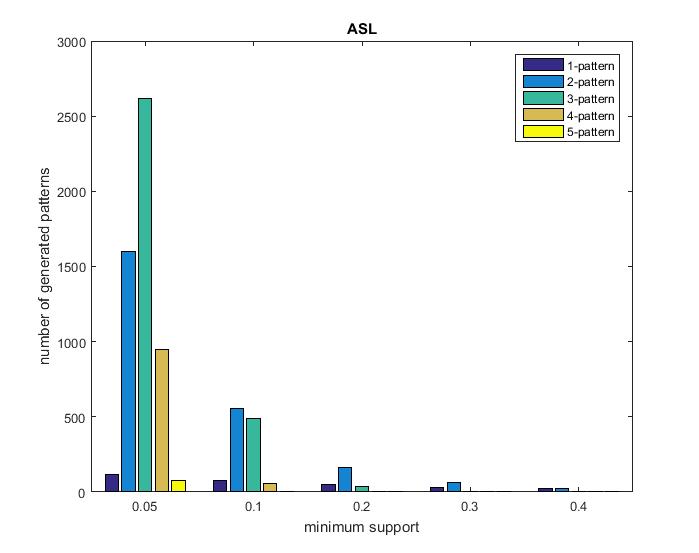 ASL
3000
2500
2000
1500
1000
500
0
number of generated patterns
1-pattern
2-pattern
3-pattern
4-pattern
5-pattern
0.05 0.1 0.2 0.3 0.4
minimum support